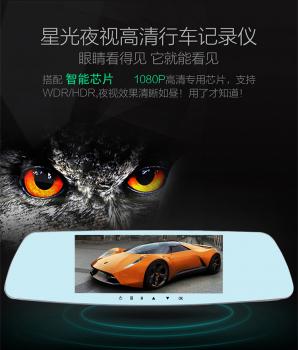 星光夜视高清行车记录仪
眼睛看得见 它就能看见
搭配 智能芯片 1080P高清专用芯片，支持
WDR/HDR,夜视效果清晰如昼！用了才知道！
OK